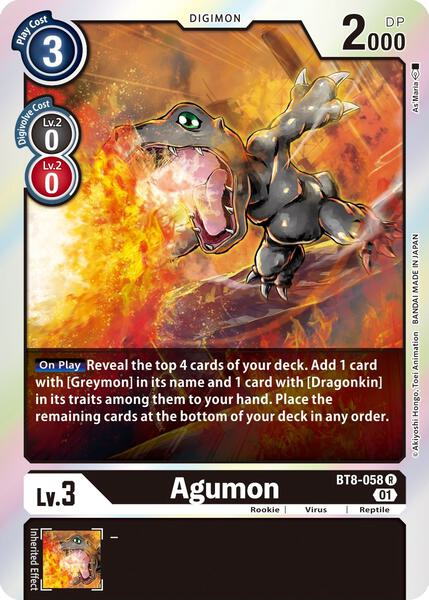 Play Cost
3
DIGIMON
DP
2000
Digivolve Cost
Lv.2
0
Lv.2
0
As'Maria
On Play Reveal the top 4 cards of your deck. Add 1 card
with [Greymon] in its name and 1 card with [Dragonkin]
in its traits among them to your hand. Place the
remaining cards at the bottom of your deck in any order.
©Akiyoshi Hongo, Toei Animation BANDAI MADE IN JAPAN
Lv.3
Agumon
BT8-058 R
01
Rookie | Virus | Reptile
Inherited Effect
–